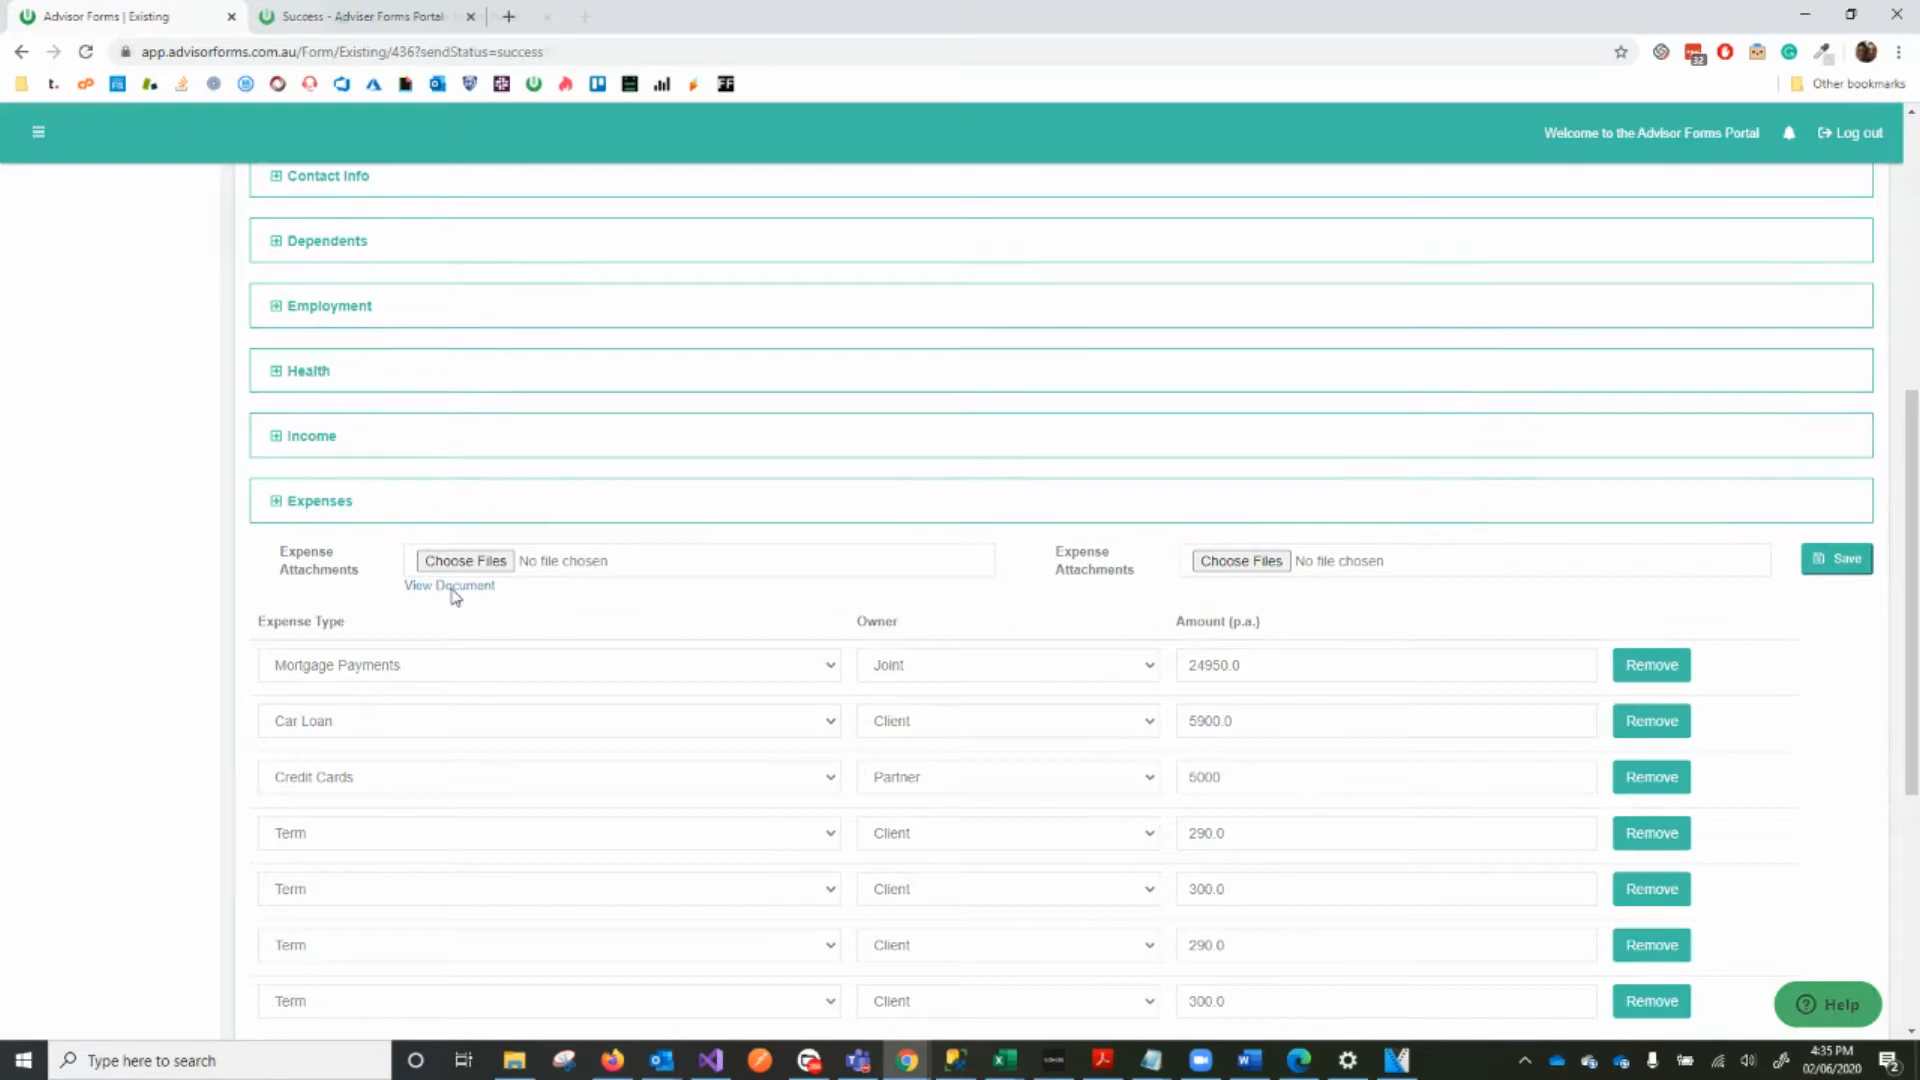 Advisor Forms | Existing
Success - Adviser Forms Portal
app.advisorforms.com.au/Form/Existing/436?sendStatus=success
32
Other bookmarks
Welcome to the Advisor Forms Portal
Log out
Contact Info
Dependents
Employment
Health
Income
Expenses
Expense Attachments
Choose Files No file chosen
Expense Attachments
Choose Files No file chosen
Save
View Document
Expense Type Owner Amount (p.a.)
Mortgage Payments Joint 24950.0 Remove
Car Loan Client 5900.0 Remove
Credit Cards Partner 5000 Remove
Term Client 290.0 Remove
Term Client 300.0 Remove
Term Client 290.0 Remove
Term Client 300.0 Remove
Help
Type here to search
4:35 PM
02/06/2020
2